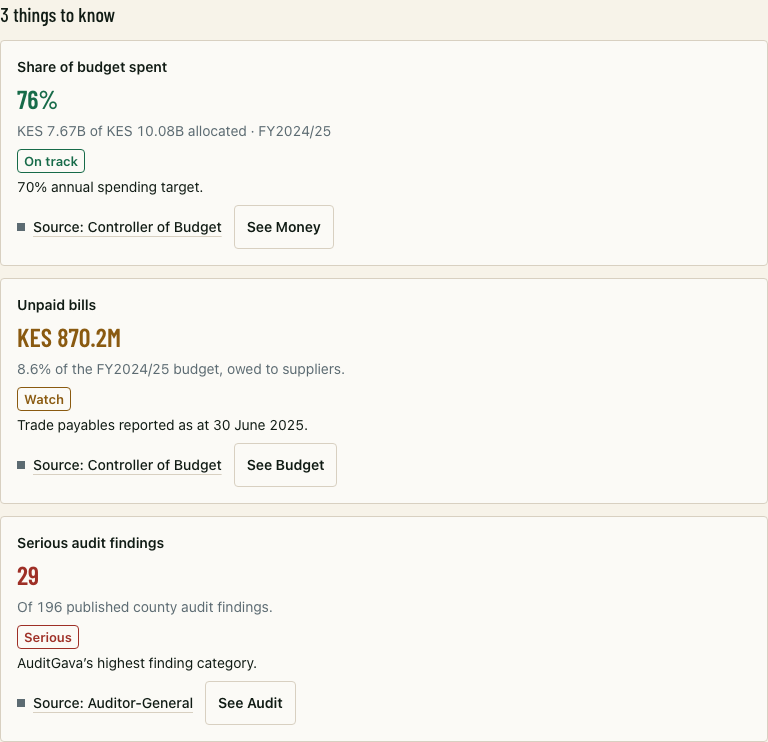 3 things to know
Share of budget spent
76%
KES 7.67B of KES 10.08B allocated · FY2024/25
On track
70% annual spending target.
Source: Controller of Budget
See Money
Unpaid bills
KES 870.2M
8.6% of the FY2024/25 budget, owed to suppliers.
Watch
Trade payables reported as at 30 June 2025.
Source: Controller of Budget
See Budget
Serious audit findings
29
Of 196 published county audit findings.
Serious
AuditGava’s highest finding category.
Source: Auditor-General
See Audit